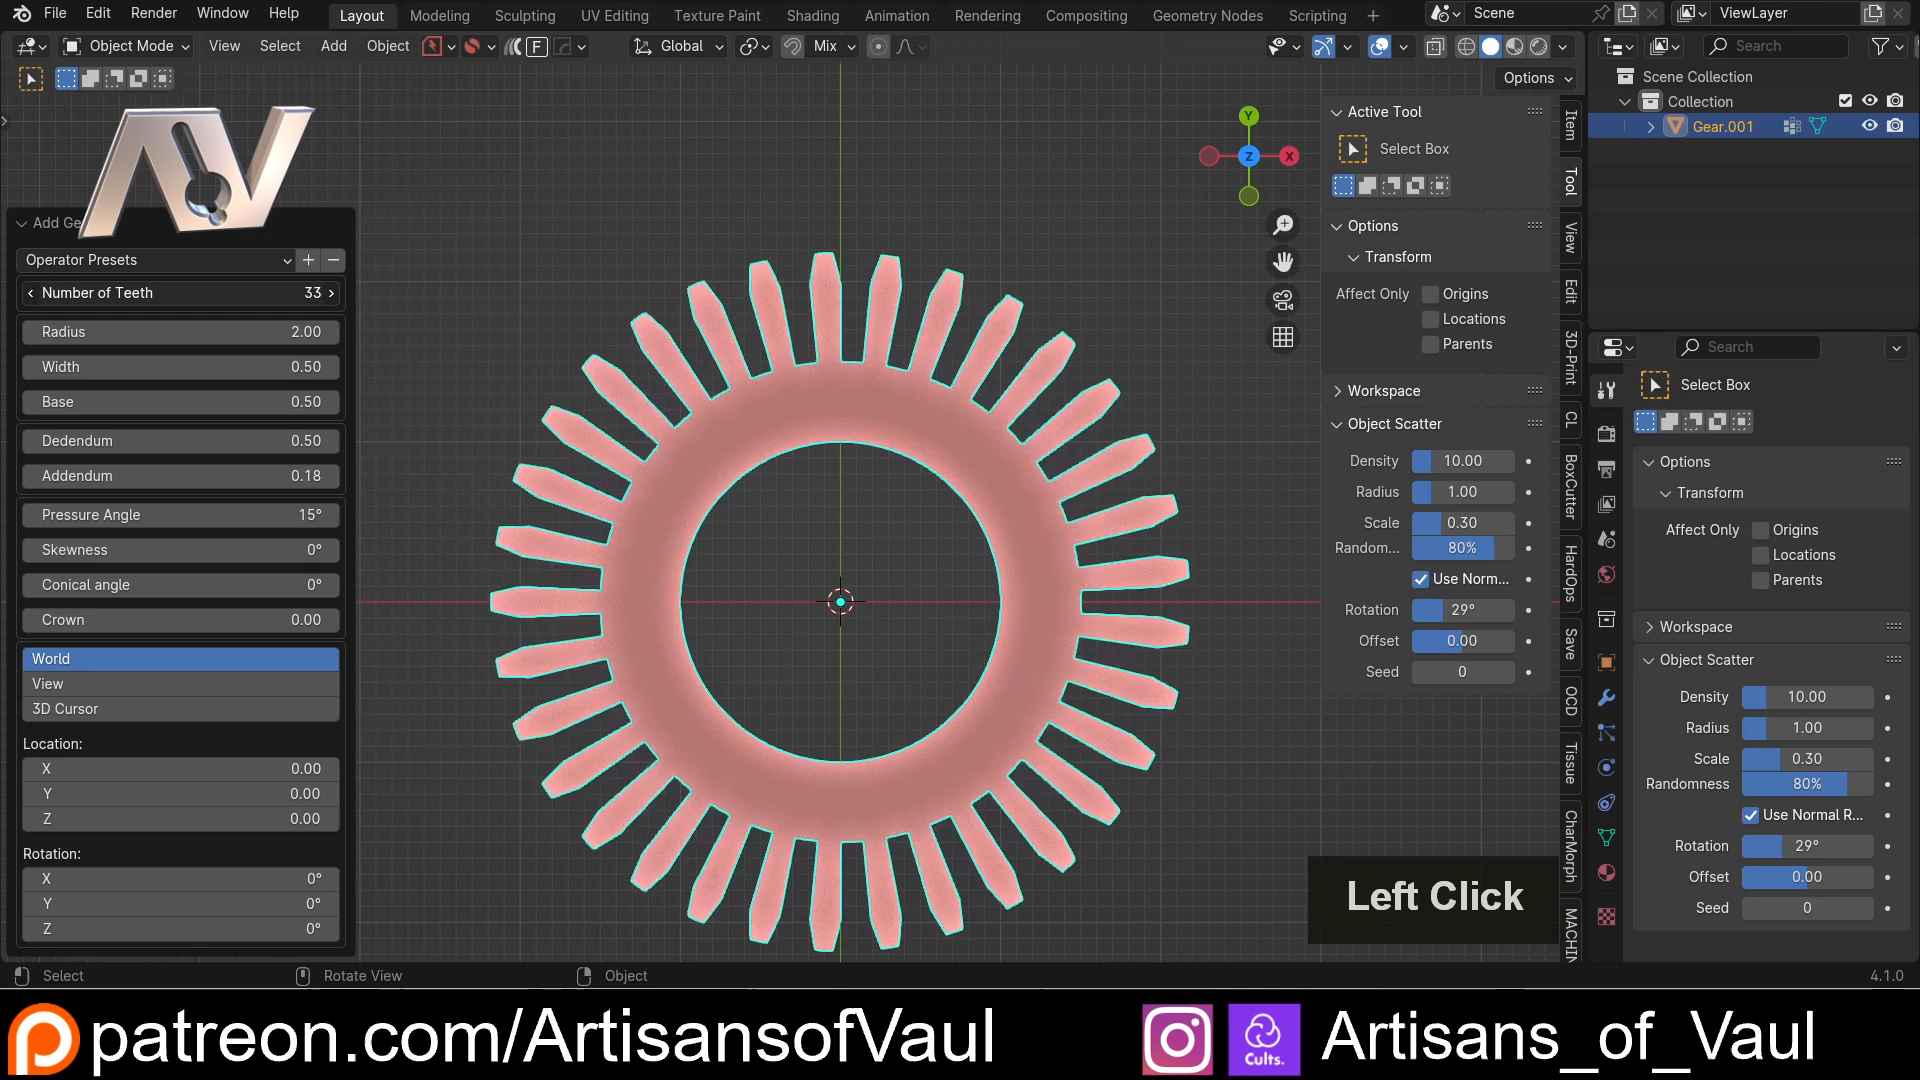 File Edit Render Window Help Layout Modeling Sculpting UV Editing Texture Paint Shading Animation Rendering Compositing Geometry Nodes Scripting + Scene ViewLayer
Object Mode View Select Add Object F Global Mix Search
Options
Scene Collection
Collection
Gear.001
Add Ge
Operator Presets + −
Number of Teeth 33
Radius 2.00
Width 0.50
Base 0.50
Dedendum 0.50
Addendum 0.18
Pressure Angle 15°
Skewness 0°
Conical angle 0°
Crown 0.00
World
View
3D Cursor
Location:
X 0.00
Y 0.00
Z 0.00
Rotation:
X 0°
Y 0°
Z 0°
Y
Z X
Active Tool
Select Box
Options
Transform
Affect Only Origins
Locations
Parents
Workspace
Object Scatter
Density 10.00
Radius 1.00
Scale 0.30
Random... 80%
Use Norm...
Rotation 29°
Offset 0.00
Seed 0
Item
Tool
View
Edit
3D-Print
CL
BoxCutter
HardOps
Save
OCD
Tissue
CharMorph
MACHIN
Search
Select Box
Options
Transform
Affect Only Origins
Locations
Parents
Workspace
Object Scatter
Density 10.00
Radius 1.00
Scale 0.30
Randomness 80%
Use Normal R...
Rotation 29°
Offset 0.00
Seed 0
Left Click
Select Rotate View Object 4.1.0
patreon.com/ArtisansofVaul Cults. Artisans_of_Vaul